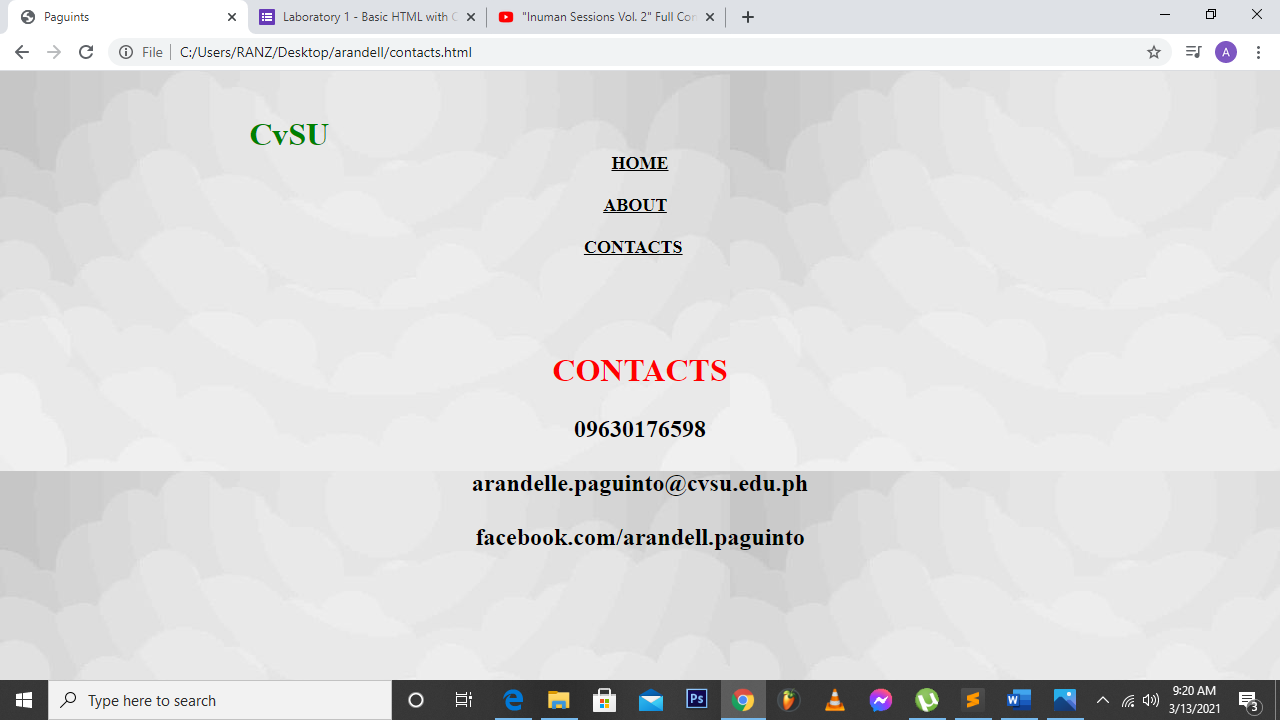 Paguints
Laboratory 1 - Basic HTML with C
"Inuman Sessions Vol. 2" Full Con
File
C:/Users/RANZ/Desktop/arandell/contacts.html
A
CvSU
HOME
ABOUT
CONTACTS
CONTACTS
09630176598
arandelle.paguinto@cvsu.edu.ph
facebook.com/arandell.paguinto
Type here to search
Ps
9:20 AM
3/13/2021
3